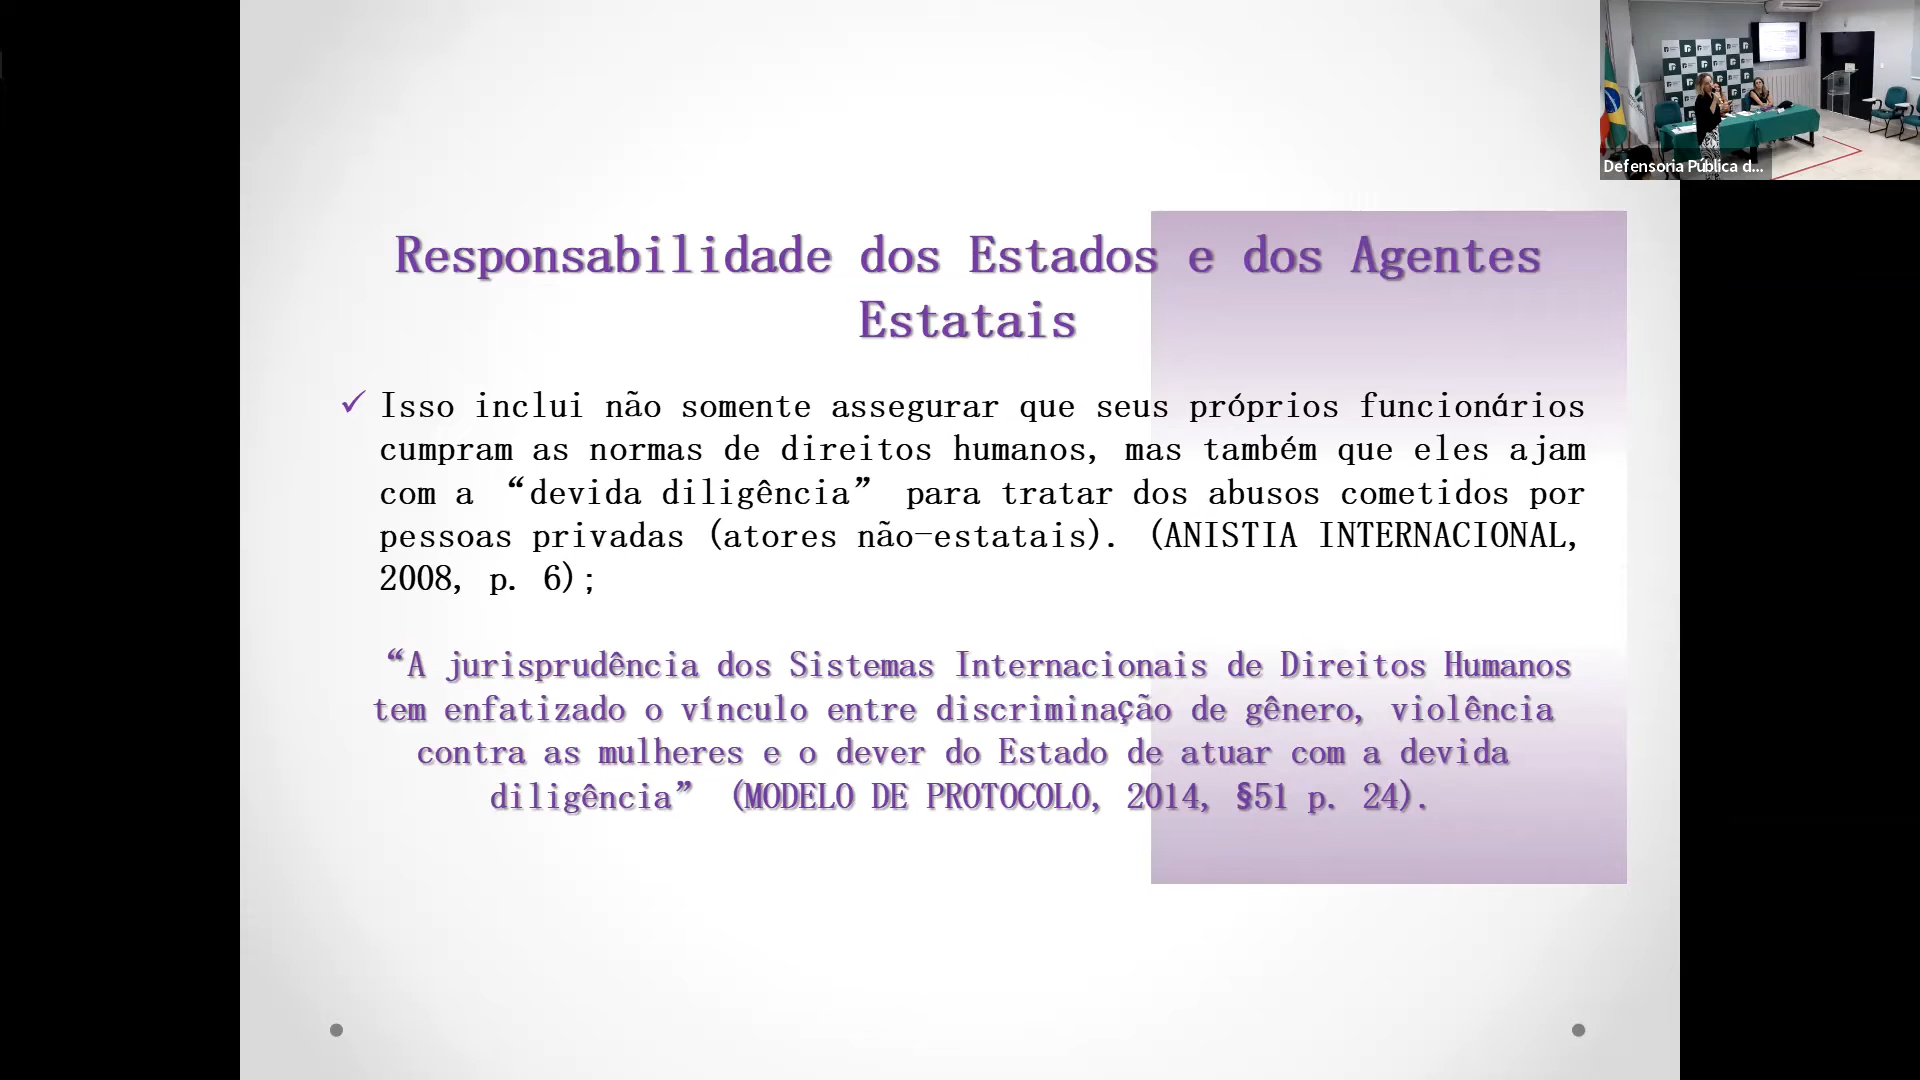 Defensoria Pública d...
Responsabilidade dos Estados e dos Agentes
Estatais
✓ Isso inclui não somente assegurar que seus próprios funcionários
cumpram as normas de direitos humanos, mas também que eles ajam
com a “devida diligência” para tratar dos abusos cometidos por
pessoas privadas (atores não-estatais). (ANISTIA INTERNACIONAL,
2008, p. 6);
“A jurisprudência dos Sistemas Internacionais de Direitos Humanos
tem enfatizado o vínculo entre discriminação de gênero, violência
contra as mulheres e o dever do Estado de atuar com a devida
diligência” (MODELO DE PROTOCOLO, 2014, §51 p. 24).